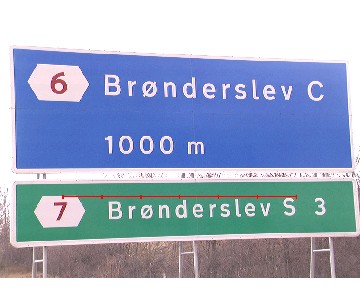 6 Brønderslev C
1000 m
7 Brønderslev S 3